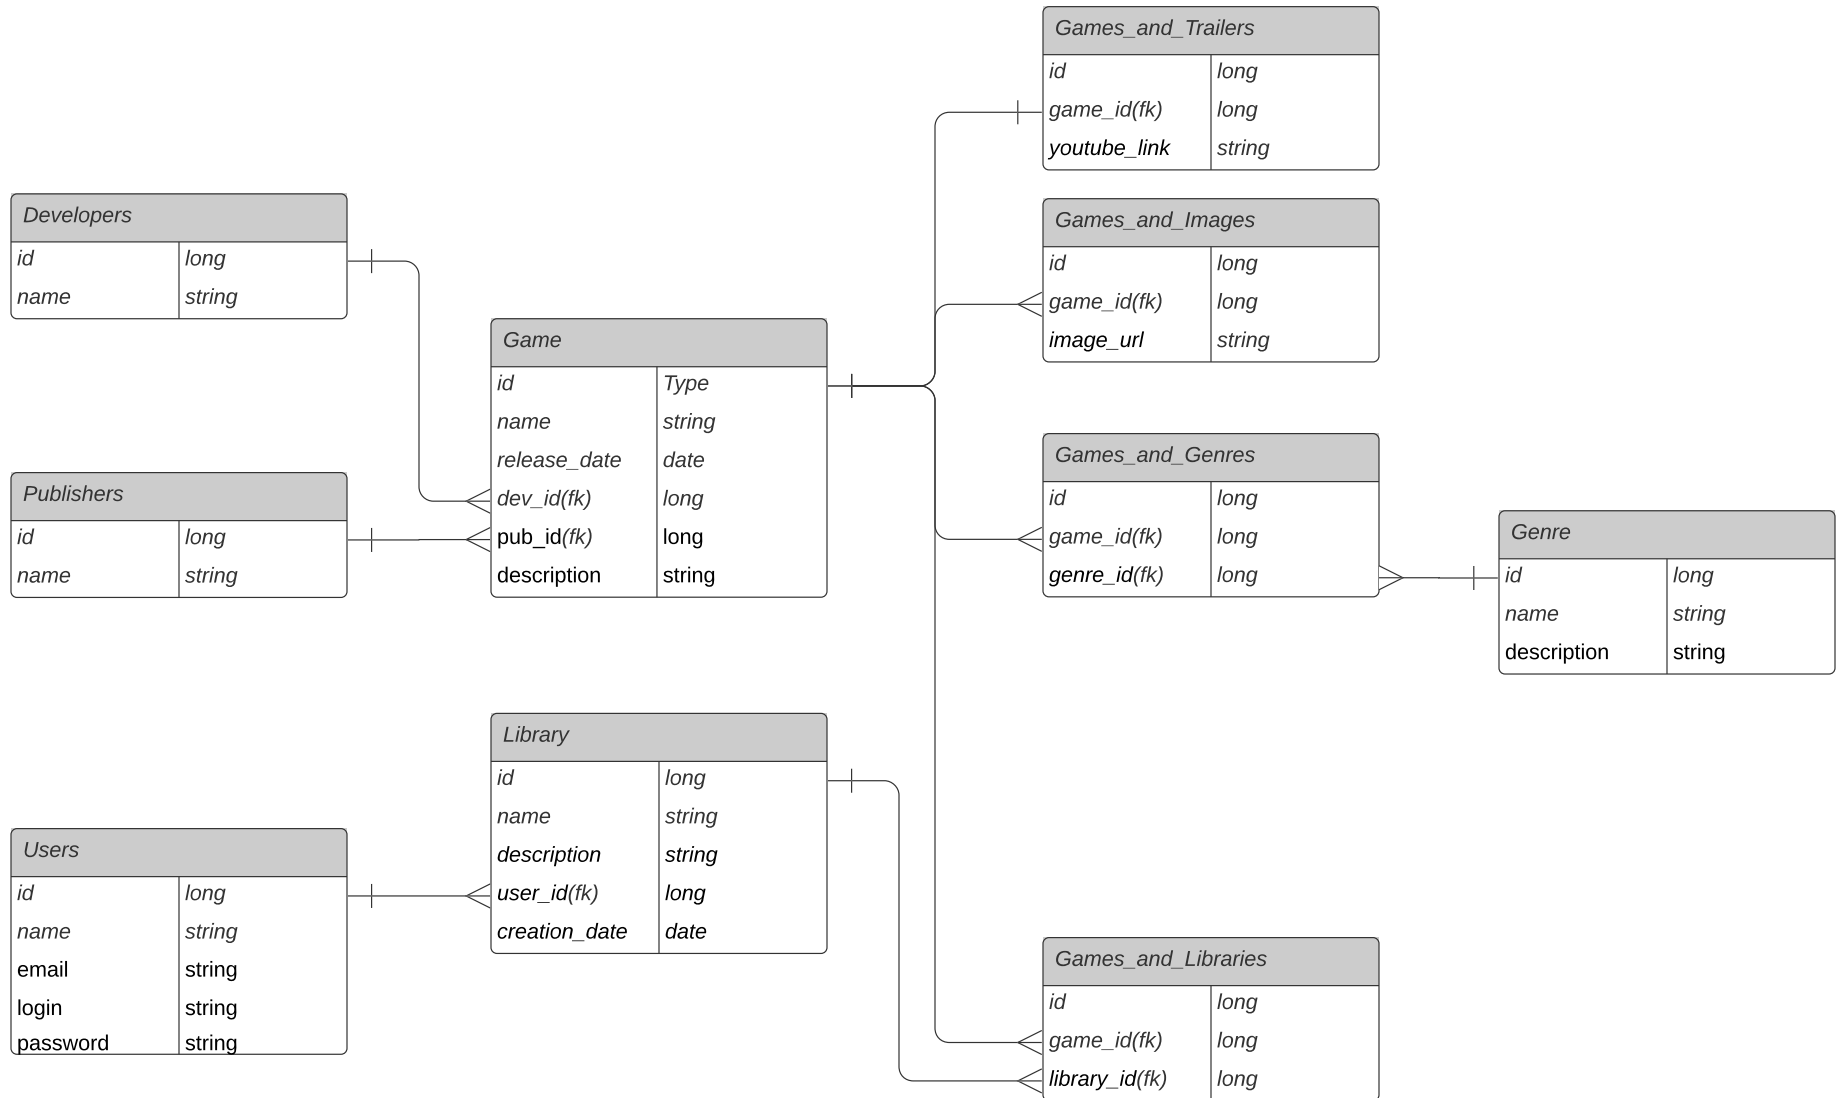 Games_and_Trailers
id long
game_id(fk) long
youtube_link string
Developers
id long
name string
Games_and_Images
id long
game_id(fk) long
image_url string
Game
id Type
name string
release_date date
dev_id(fk) long
pub_id(fk) long
description string
Publishers
id long
name string
Games_and_Genres
id long
game_id(fk) long
genre_id(fk) long
Genre
id long
name string
description string
Library
id long
name string
description string
user_id(fk) long
creation_date date
Users
id long
name string
email string
login string
password string
Games_and_Libraries
id long
game_id(fk) long
library_id(fk) long